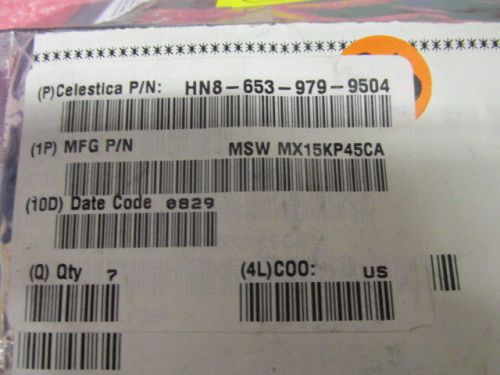 (P)Celestica P/N: HN8-653-979-9504
(1P) MFG P/N MSW MX15KP45CA
(10D) Date Code 0829
(Q) Qty 7 (4L)COO: US